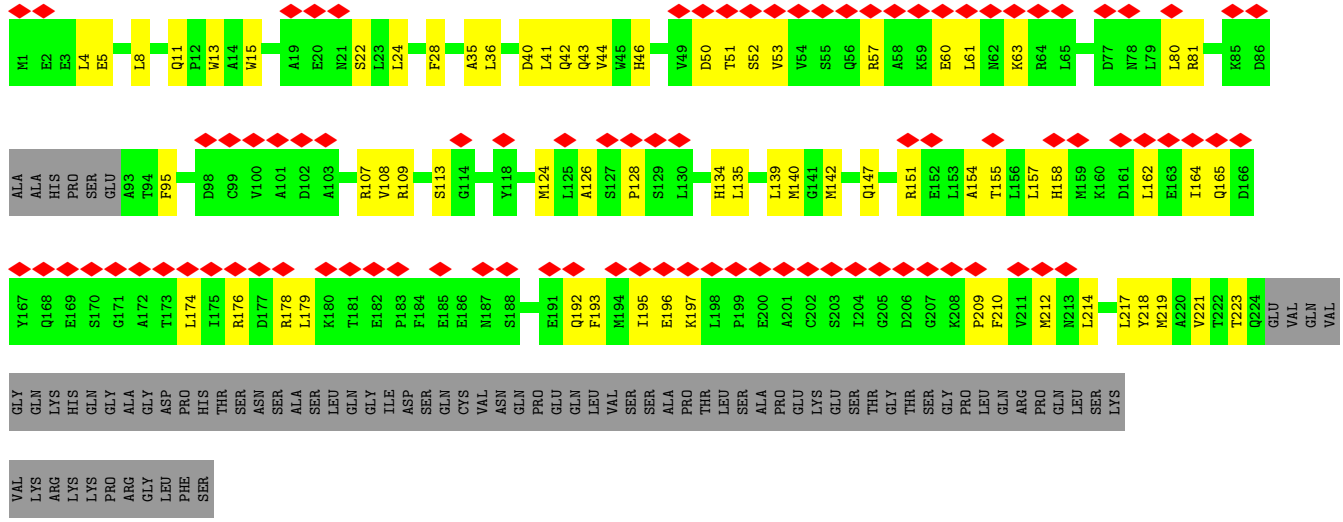 M1 E2 E3 L4 E5 L8 Q11 P12 W13 A14 W15 A19 E20 N21 S22 L23 L24 F28 A35 L36 D40 L41 Q42 Q43 V44 W45 H46 V49 D50 T51 S52 V53 V54 S55 Q56 R57 A58 K59 E60 L61 N62 K63 R64 L65 D77 N78 L79 L80 R81 K85 D86
ALA ALA HIS PRO SER GLU A93 T94 F95 D98 C99 V100 A101 D102 A103 R107 V108 R109 S113 G114 Y118 M124 L125 A126 S127 P128 S129 L130 H134 L135 L139 M140 G141 M142 Q147 R151 E152 L153 A154 T155 L156 L157 H158 M159 K160 D161 L162 E163 I164 Q165 D166
Y167 Q168 E169 S170 G171 A172 T173 L174 I175 R176 D177 R178 L179 K180 T181 E182 P183 F184 E185 E186 N187 S188 E191 Q192 F193 M194 I195 E196 K197 L198 P199 E200 A201 C202 S203 I204 G205 D206 G207 K208 P209 F210 V211 M212 N213 L214 L217 Y218 M219 A220 V221 T222 T223 Q224 GLU VAL GLN VAL
GLY GLN LYS HIS GLN GLY ALA GLY ASP PRO HIS THR SER ASN SER ALA SER LEU GLN GLY ILE ASP SER GLN CYS VAL ASN GLN PRO GLU GLN LEU VAL SER SER ALA PRO THR LEU SER ALA PRO GLU LYS GLU SER THR GLY THR SER GLY PRO LEU GLN ARG PRO GLN LEU SER LYS
VAL LYS ARG LYS LYS PRO ARG GLY LEU PHE SER